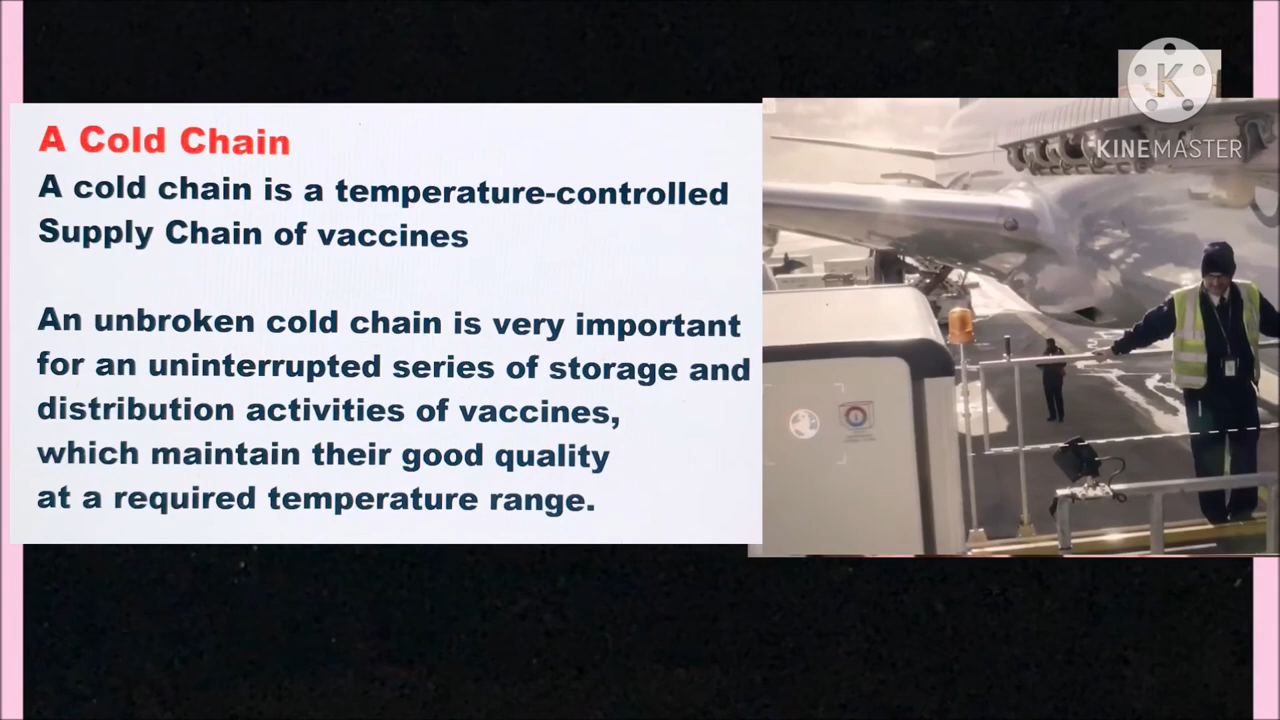 A Cold Chain
A cold chain is a temperature-controlled
Supply Chain of vaccines
An unbroken cold chain is very important
for an uninterrupted series of storage and
distribution activities of vaccines,
which maintain their good quality
at a required temperature range.
K
KINEMASTER